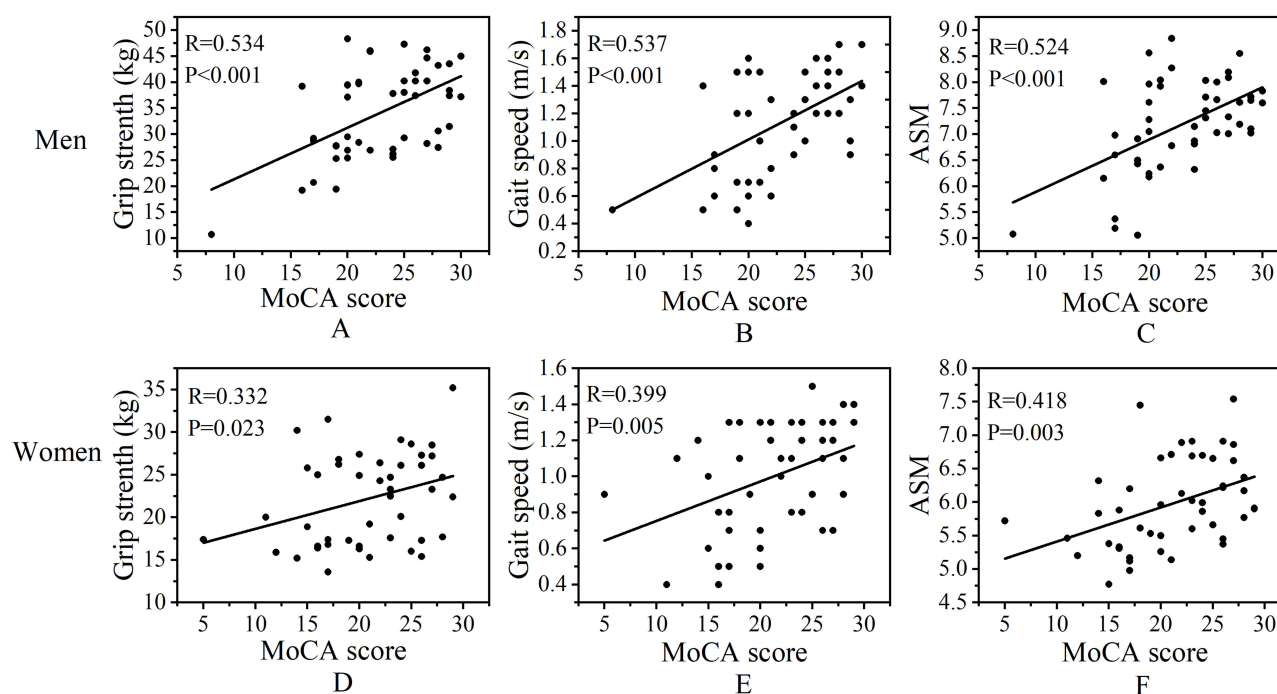 Men
Grip strenth (kg)
50
45
40
35
30
25
20
15
10
R=0.534
P<0.001
5 10 15 20 25 30
MoCA score
A
Gait speed (m/s)
1.8
1.6
1.4
1.2
1.0
0.8
0.6
0.4
0.2
R=0.537
P<0.001
5 10 15 20 25 30
MoCA score
B
ASM
9.0
8.5
8.0
7.5
7.0
6.5
6.0
5.5
5.0
R=0.524
P<0.001
5 10 15 20 25 30
MoCA score
C
Women
Grip strenth (kg)
35
30
25
20
15
10
R=0.332
P=0.023
5 10 15 20 25 30
MoCA score
D
Gait speed (m/s)
1.6
1.4
1.2
1.0
0.8
0.6
0.4
R=0.399
P=0.005
5 10 15 20 25 30
MoCA score
E
ASM
8.0
7.5
7.0
6.5
6.0
5.5
5.0
4.5
R=0.418
P=0.003
5 10 15 20 25 30
MoCA score
F